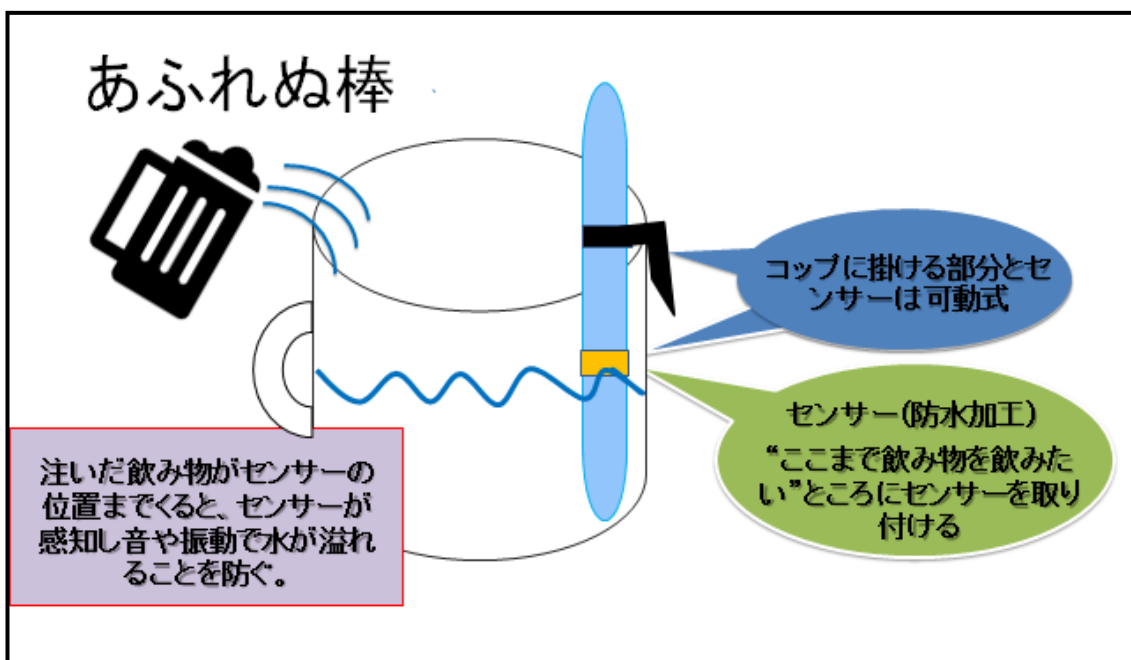 あふれぬ棒
コップに掛ける部分とセ
ンサーは可動式
センサー(防水加工)
“ここまで飲み物を飲みた
い”ところにセンサーを取り
付ける
注いだ飲み物がセンサーの
位置までくると、センサーが
感知し音や振動で水が溢れ
ることを防ぐ。